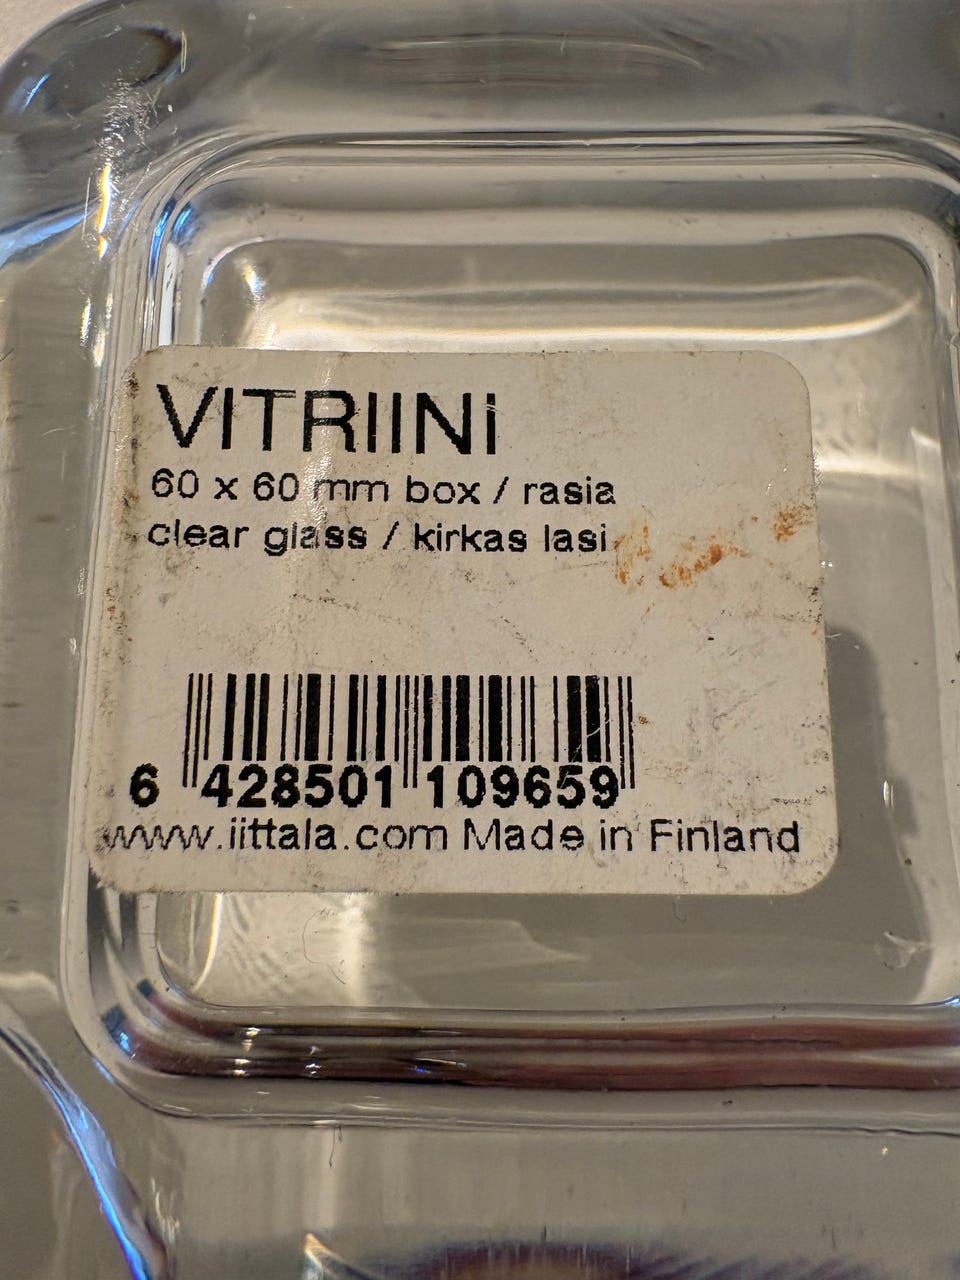 VITRIINi
60 x 60 mm box / rasia
clear glass / kirkas lasi
6 428501 109659
www.iittala.com Made in Finland